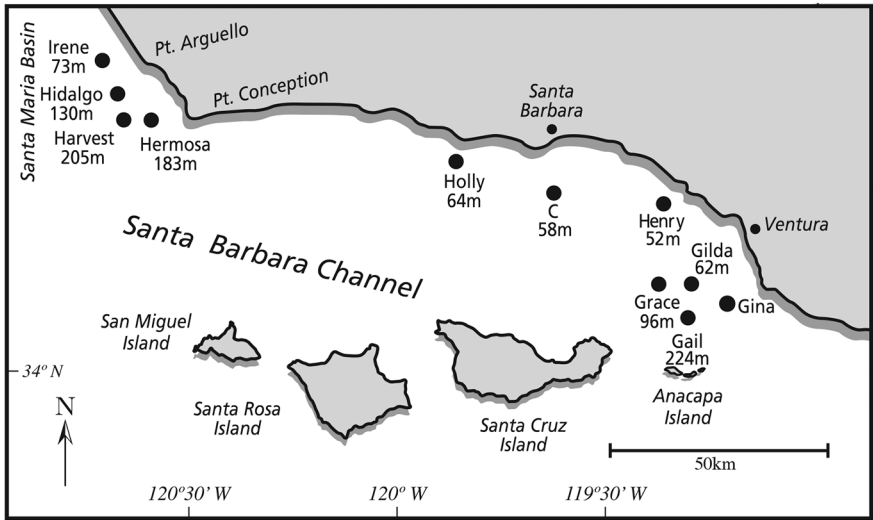 Santa Maria Basin
Irene
73m
Hidalgo
130m
Harvest
205m
Hermosa
183m
Pt. Arguello
Pt. Conception
Santa
Barbara
Holly
64m
C
58m
Henry
52m
Ventura
Gilda
62m
Grace
96m
Gina
Gail
224m
Santa Barbara Channel
San Miguel
Island
Santa Rosa
Island
Santa Cruz
Island
Anacapa
Island
34° N
N
50km
120°30' W
120° W
119°30' W